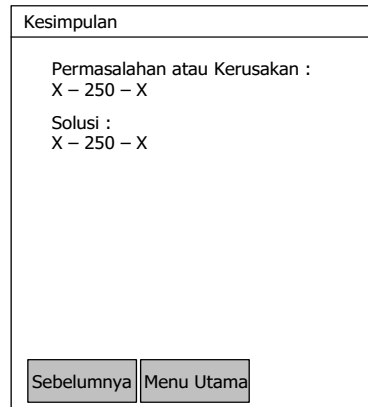 Kesimpulan
Permasalahan atau Kerusakan :
X – 250 – X
Solusi :
X – 250 – X
Sebelumnya Menu Utama